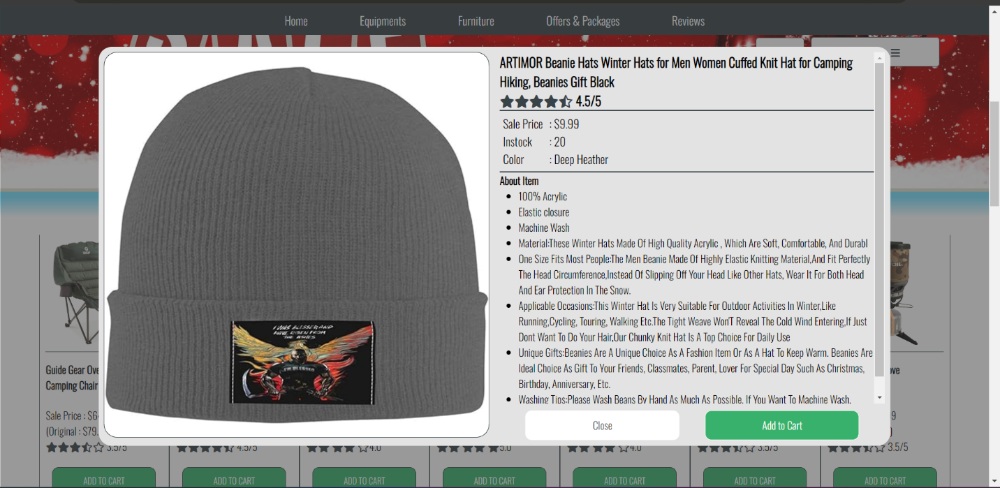 Home Equipments Furniture Offers & Packages Reviews
ARTIMOR Beanie Hats Winter Hats for Men Women Cuffed Knit Hat for Camping
Hiking, Beanies Gift Black
4.5/5
Sale Price : $9.99
Instock : 20
Color : Deep Heather
About Item
100% Acrylic
Elastic closure
Machine Wash
Material:These Winter Hats Made Of High Quality Acrylic , Which Are Soft, Comfortable, And Durabl
One Size Fits Most People:The Men Beanie Made Of Highly Elastic Knitting Material,And Fit Perfectly
The Head Circumference,Instead Of Slipping Off Your Head Like Other Hats, Wear It For Both Head
And Ear Protection In The Snow.
Applicable Occasions:This Winter Hat Is Very Suitable For Outdoor Activities In Winter,Like
Running,Cycling, Touring, Walking Etc.The Tight Weave Won'T Reveal The Cold Wind Entering,If Just
Dont Want To Do Your Hair,Our Chunky Knit Hat Is A Top Choice For Daily Use
Unique Gifts:Beanies Are A Unique Choice As A Fashion Item Or As A Hat To Keep Warm. Beanies Are
Ideal Choice As Gift To Your Friends, Classmates, Parent, Lover For Special Day Such As Christmas,
Birthday, Anniversary, Etc.
Washing Tips:Please Wash Beans By Hand As Much As Possible. If You Want To Machine Wash,
Close Add to Cart
I WAS BLISSER AND
HAVE RISEN FROM
THE ASHES
I'M BLESSED
Guide Gear Ove
Camping Chair
Sale Price : $6
(Original : $79.
3.5/5 4.5/5 4.0 5.0 4.0 3.5/5 3.5/5
ADD TO CART ADD TO CART ADD TO CART ADD TO CART ADD TO CART ADD TO CART ADD TO CART